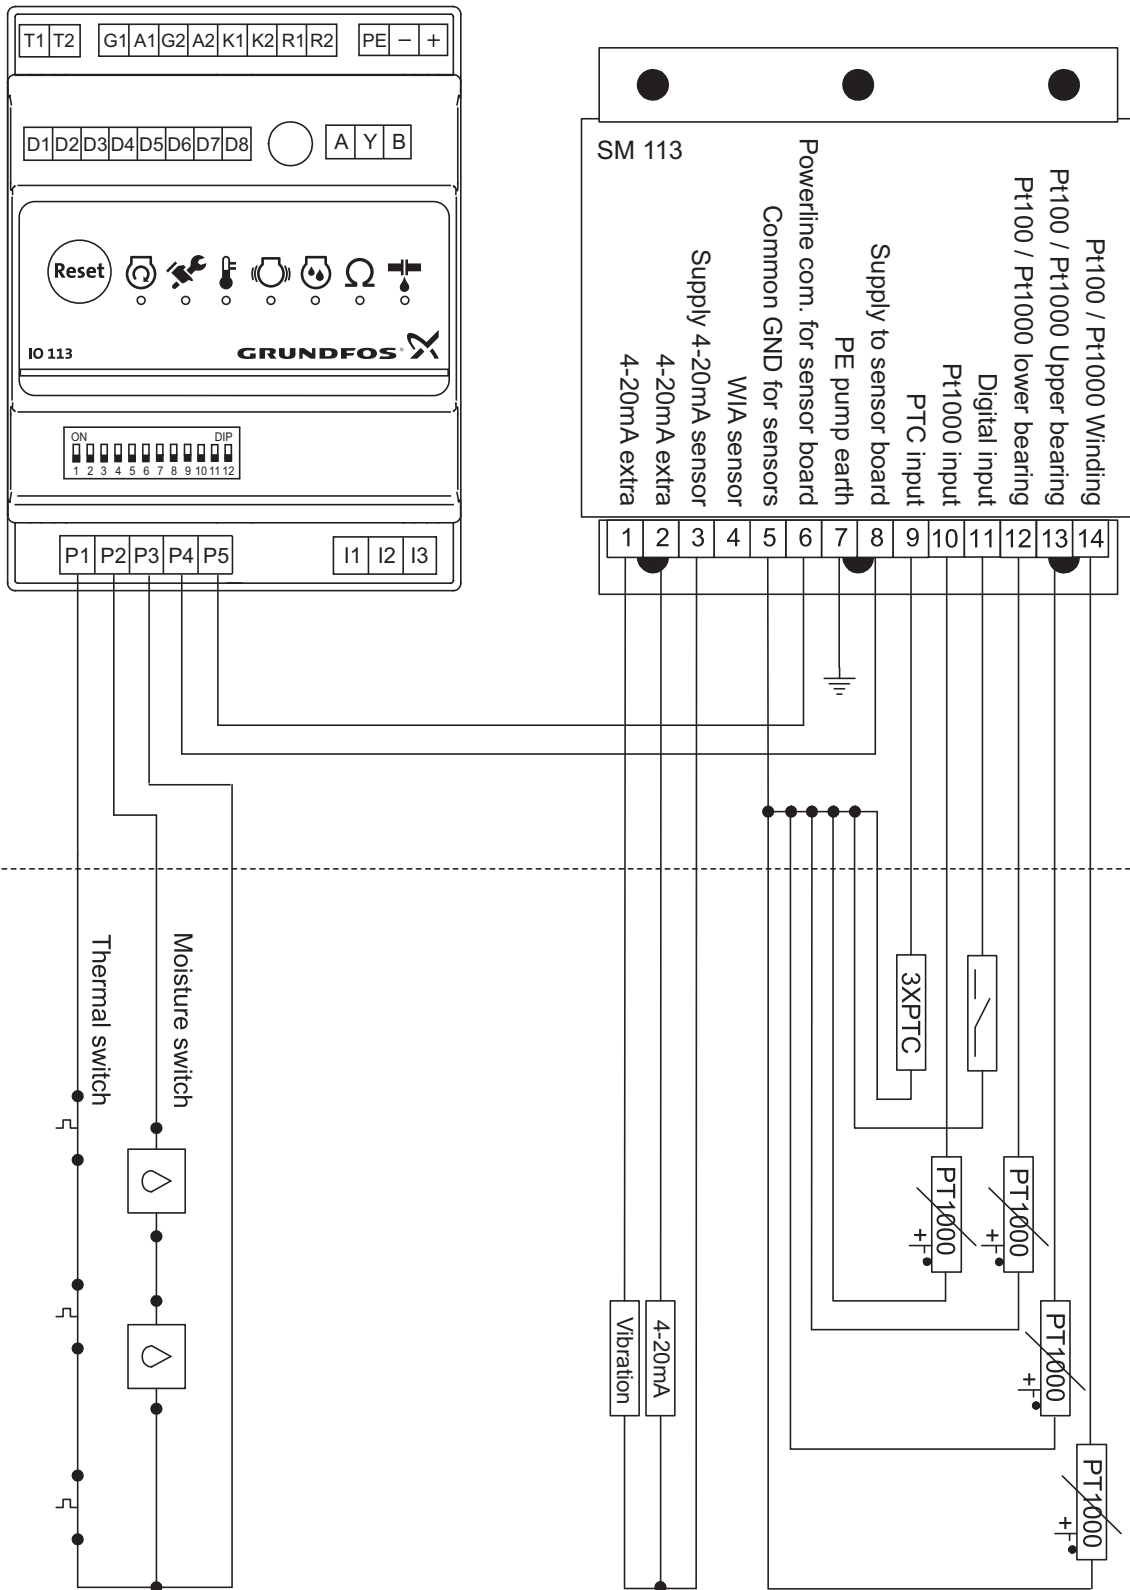 T1 T2 G1 A1 G2 A2 K1 K2 R1 R2 PE − +
D1 D2 D3 D4 D5 D6 D7 D8 A Y B
Reset
IO 113
GRUNDFOS
ON DIP
1 2 3 4 5 6 7 8 9 10 11 12
P1 P2 P3 P4 P5 I1 I2 I3
SM 113
4-20mA extra
4-20mA extra
Supply 4-20mA sensor
WIA sensor
Common GND for sensors
Powerline com. for sensor board
PE pump earth
Supply to sensor board
PTC input
Pt1000 input
Digital input
Pt100 / Pt1000 lower bearing
Pt100 / Pt1000 Upper bearing
Pt100 / Pt1000 Winding
1 2 3 4 5 6 7 8 9 10 11 12 13 14
Thermal switch
Moisture switch
3XPTC
PT1000
PT1000
Vibration
4-20mA
PT1000
PT1000